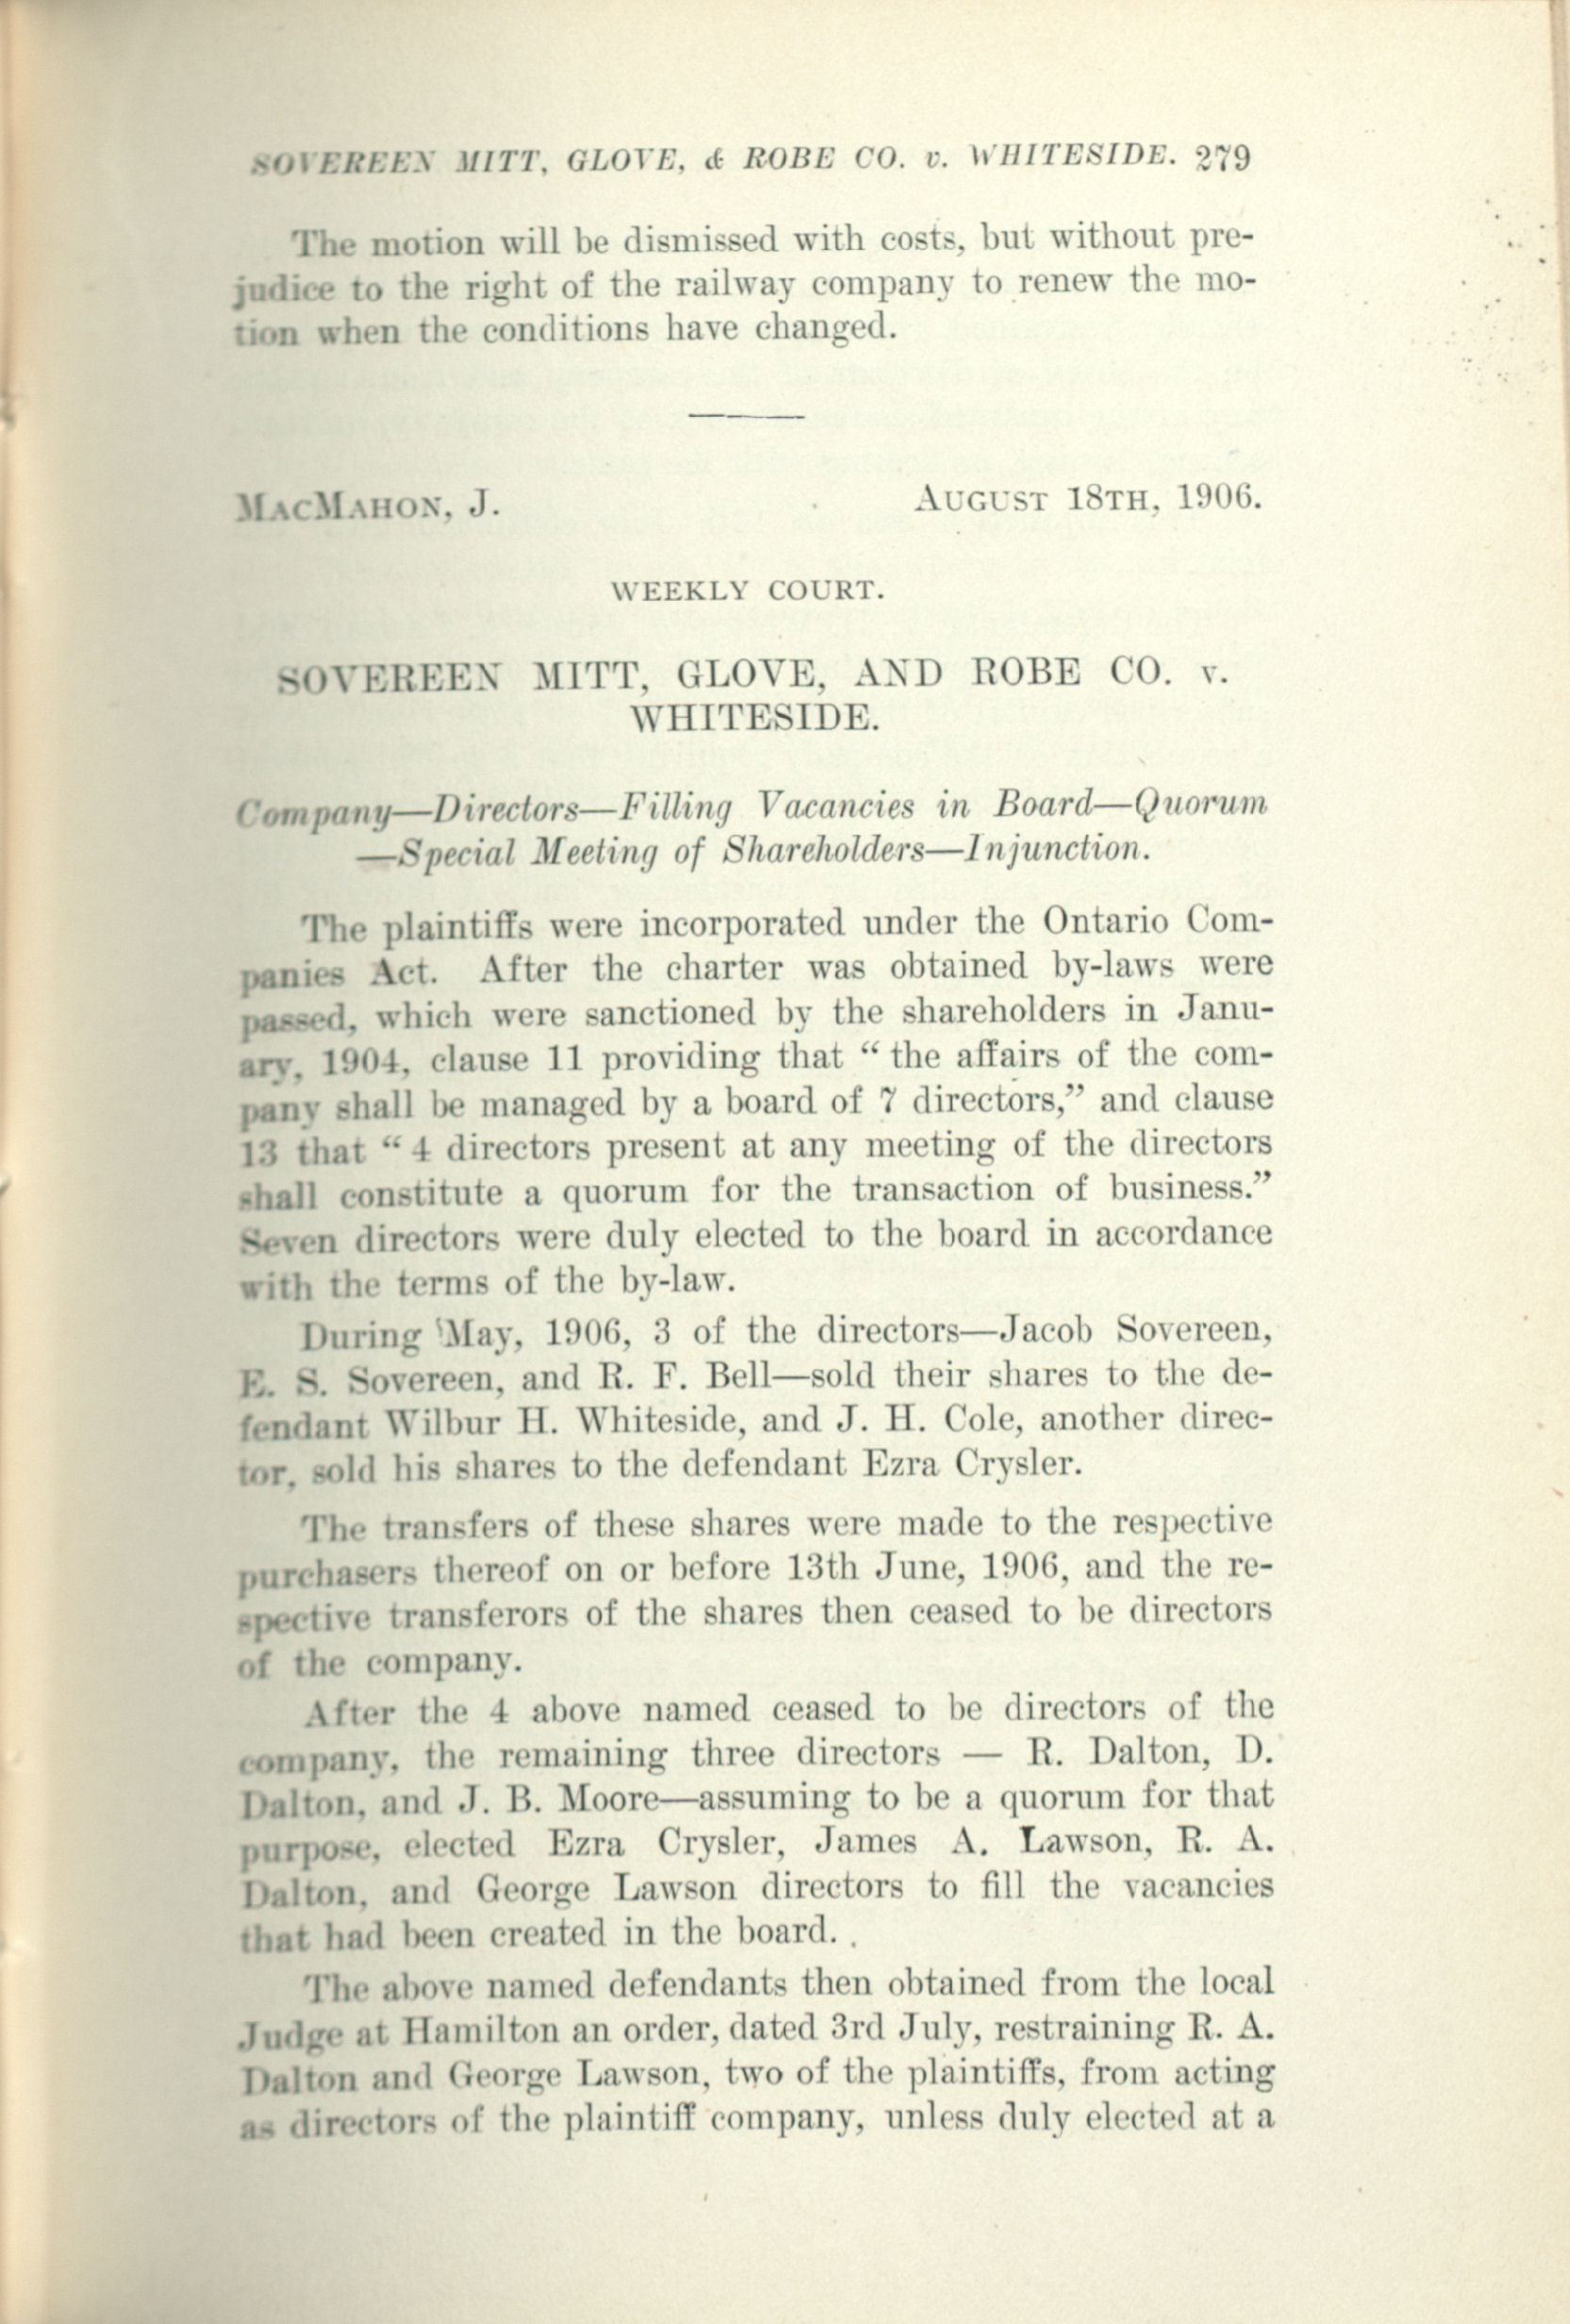 SOVEREEN MITT, GLOVE, & ROBE CO. v. WHITESIDE. 279
The motion will be dismissed with costs, but without pre-
judice to the right of the railway company to renew the mo-
tion when the conditions have changed.
MACMAHON, J.
AUGUST 18TH, 1906.
WEEKLY COURT.
SOVEREEN MITT, GLOVE, AND ROBE CO. v.
WHITESIDE.
Company—Directors—Filling Vacancies in Board—Quorum
—Special Meeting of Shareholders—Injunction.
The plaintiffs were incorporated under the Ontario Com-
panies Act. After the charter was obtained by-laws were
passed, which were sanctioned by the shareholders in Janu-
ary, 1904, clause 11 providing that “ the affairs of the com-
pany shall be managed by a board of 7 directors,” and clause
13 that “ 4 directors present at any meeting of the directors
shall constitute a quorum for the transaction of business.”
Seven directors were duly elected to the board in accordance
with the terms of the by-law.
During May, 1906, 3 of the directors—Jacob Sovereen,
E. S. Sovereen, and R. F. Bell—sold their shares to the de-
fendant Wilbur H. Whiteside, and J. H. Cole, another direc-
tor, sold his shares to the defendant Ezra Crysler.
The transfers of these shares were made to the respective
purchasers thereof on or before 13th June, 1906, and the re-
spective transferors of the shares then ceased to be directors
of the company.
After the 4 above named ceased to be directors of the
company, the remaining three directors — R. Dalton, D.
Dalton, and J. B. Moore—assuming to be a quorum for that
purpose, elected Ezra Crysler, James A. Lawson, R. A.
Dalton, and George Lawson directors to fill the vacancies
that had been created in the board.
The above named defendants then obtained from the local
Judge at Hamilton an order, dated 3rd July, restraining R. A.
Dalton and George Lawson, two of the plaintiffs, from acting
as directors of the plaintiff company, unless duly elected at a